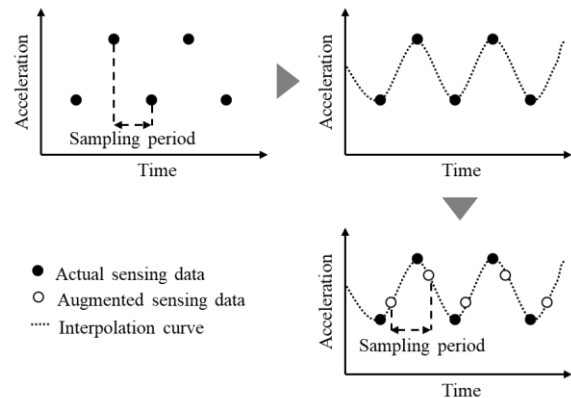 Acceleration
Sampling period
Time
Acceleration
Time
Actual sensing data
Augmented sensing data
Interpolation curve
Acceleration
Sampling period
Time